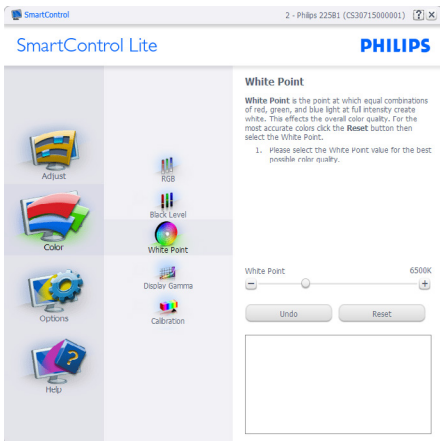 SmartControl
2 - Philips 225B1 (CS30715000001)
SmartControl Lite
PHILIPS
Adjust
Color
Options
Help
RGB
Black Level
White Point
Display Gamma
Calibration
White Point
White Point is the point at which equal combinations
of red, green, and blue light at full intensity create
white. This effects the overall color quality. For the
most accurate colors click the Reset button then
select the White Point.
1. Please select the White Point value for the best
possible color quality.
White Point 6500K
Undo Reset